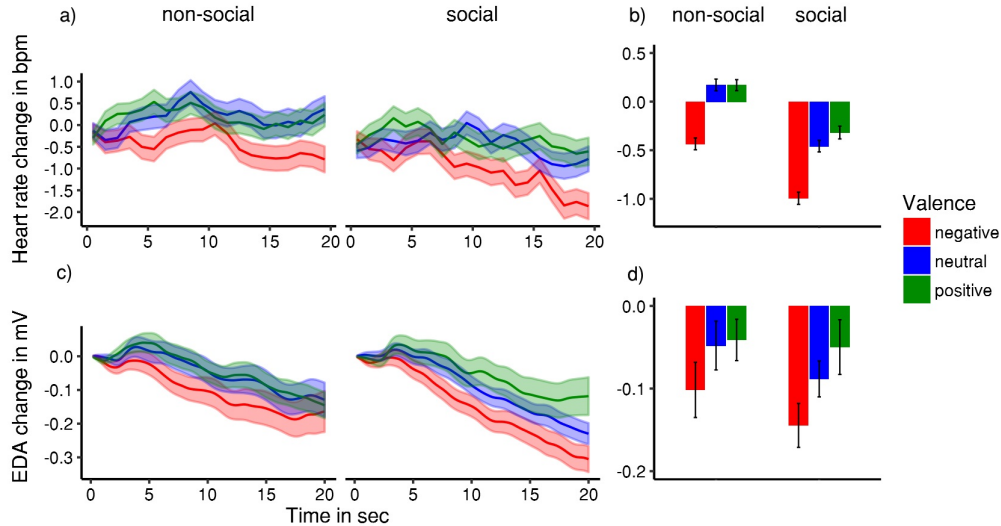 a) non-social social b) non-social social
Heart rate change in bpm
1.0
0.5
0.0
-0.5
-1.0
-1.5
-2.0
0 5 10 15 20 0 5 10 15 20
0.5
0.0
-0.5
-1.0
Valence
negative
neutral
positive
c) d)
EDA change in mV
0.0
-0.1
-0.2
-0.3
0 5 10 15 20 0 5 10 15 20
Time in sec
0.0
-0.1
-0.2